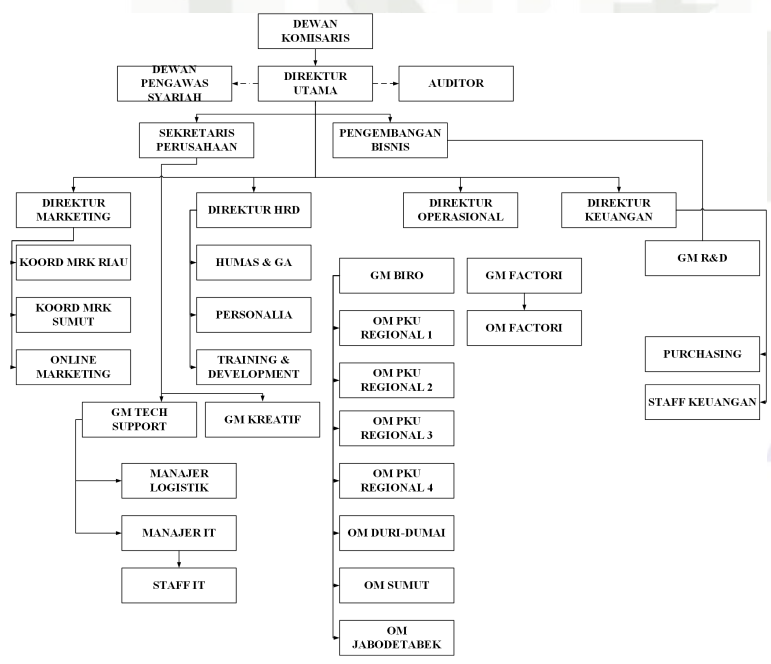 DEWAN
KOMISARIS
DEWAN
PENGAWAS
SYARIAH
DIREKTUR
UTAMA
AUDITOR
SEKRETARIS
PERUSAHAAN
PENGEMBANGAN
BISNIS
DIREKTUR
MARKETING
DIREKTUR HRD
DIREKTUR
OPERASIONAL
DIREKTUR
KEUANGAN
KOORD MRK RIAU
HUMAS & GA
GM BIRO
GM FACTORI
GM R&D
KOORD MRK
SUMUT
PERSONALIA
OM PKU
REGIONAL 1
OM FACTORI
ONLINE
MARKETING
TRAINING &
DEVELOPMENT
OM PKU
REGIONAL 2
PURCHASING
STAFF KEUANGAN
GM TECH
SUPPORT
GM KREATIF
OM PKU
REGIONAL 3
MANAJER
LOGISTIK
OM PKU
REGIONAL 4
MANAJER IT
OM DURI-DUMAI
STAFF IT
OM SUMUT
OM
JABODETABEK